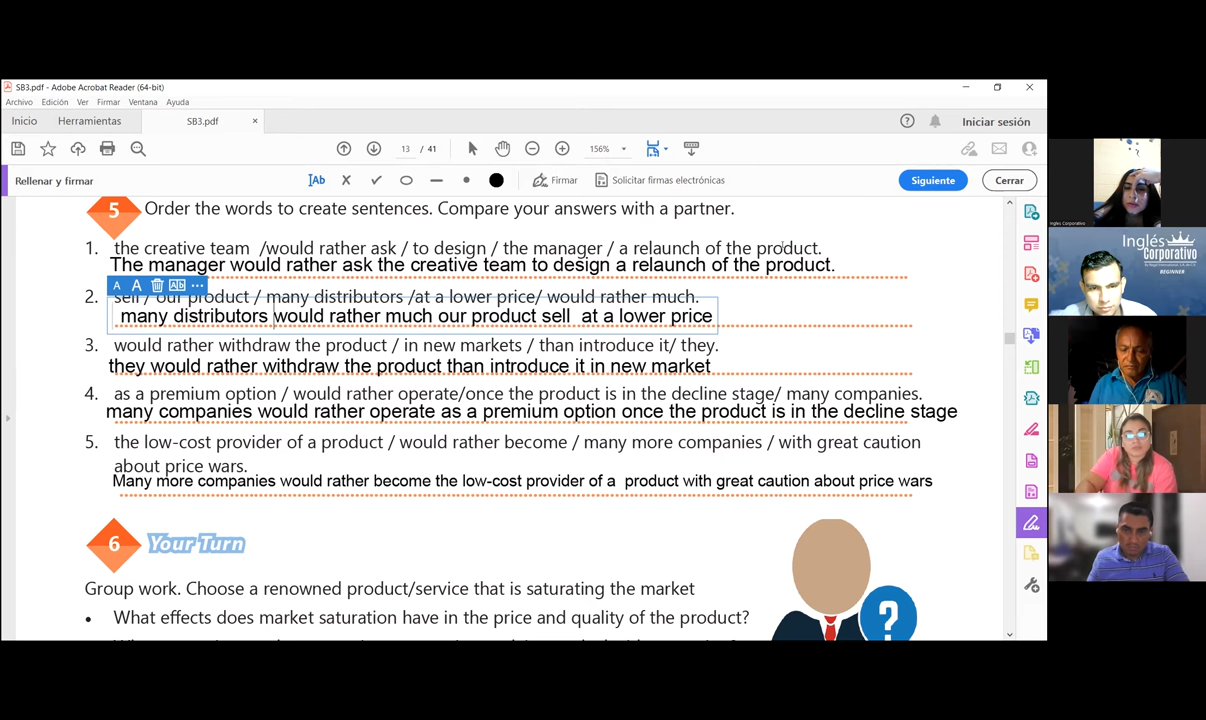 SB3.pdf - Adobe Acrobat Reader (64-bit)
Archivo Edición Ver Firmar Ventana Ayuda
Inicio Herramientas SB3.pdf × Iniciar sesión
13 / 41 156%
Rellenar y firmar Ab Firmar Solicitar firmas electrónicas Siguiente Cerrar
5 Order the words to create sentences. Compare your answers with a partner.
1. the creative team /would rather ask / to design / the manager / a relaunch of the product.
The manager would rather ask the creative team to design a relaunch of the product.
A A Ab ...
2. sell / our product / many distributors /at a lower price/ would rather much.
many distributors would rather much our product sell at a lower price
3. would rather withdraw the product / in new markets / than introduce it/ they.
they would rather withdraw the product than introduce it in new market
4. as a premium option / would rather operate/once the product is in the decline stage/ many companies.
many companies would rather operate as a premium option once the product is in the decline stage
5. the low-cost provider of a product / would rather become / many more companies / with great caution
about price wars.
Many more companies would rather become the low-cost provider of a product with great caution about price wars
6 Your Turn
Group work. Choose a renowned product/service that is saturating the market
• What effects does market saturation have in the price and quality of the product?
?
Inglés
Corporativo
BEGINNER